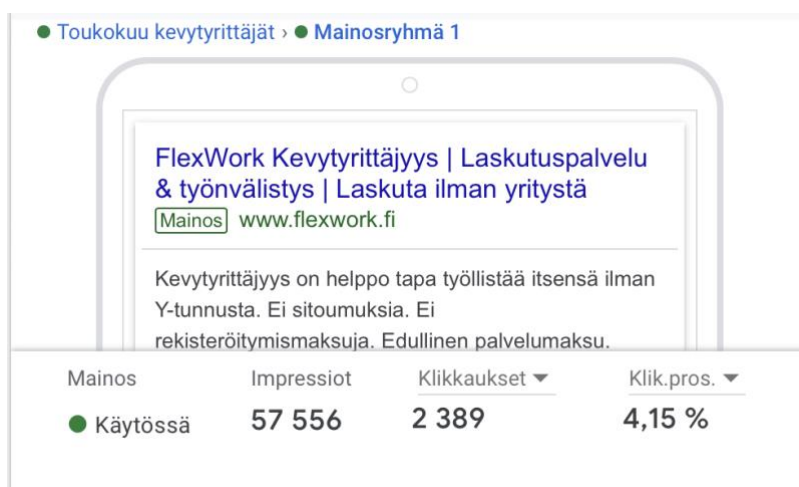 Toukokuu kevytyrittäjät › Mainosryhmä 1
FlexWork Kevytyrittäjyys | Laskutuspalvelu
& työnvälistys | Laskuta ilman yritystä
Mainos www.flexwork.fi
Kevytyrittäjyys on helppo tapa työllistää itsensä ilman
Y-tunnusta. Ei sitoumuksia. Ei
rekisteröitymismaksuja. Edullinen palvelumaksu.
Mainos Impressiot Klikkaukset Klik.pros.
Käytössä 57 556 2 389 4,15 %